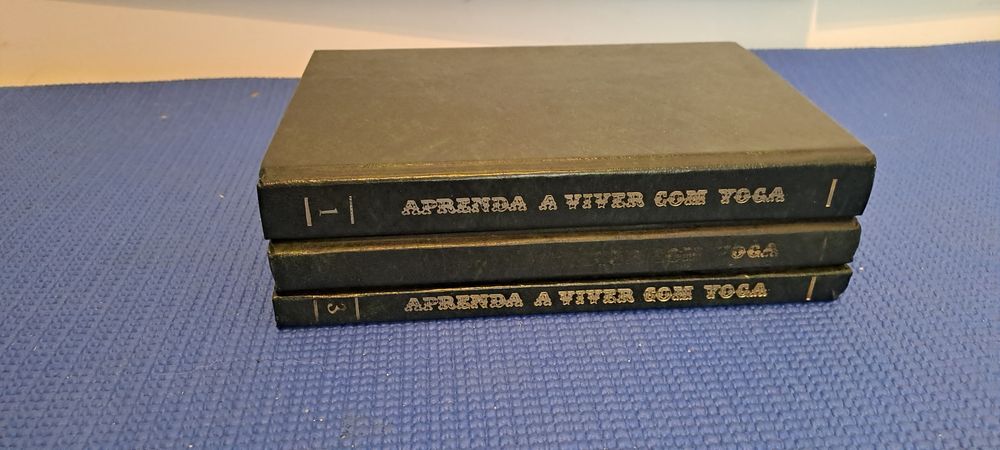 1 APRENDA A VIVER COM YOGA
YOGA
3 APRENDA A VIVER COM YOGA